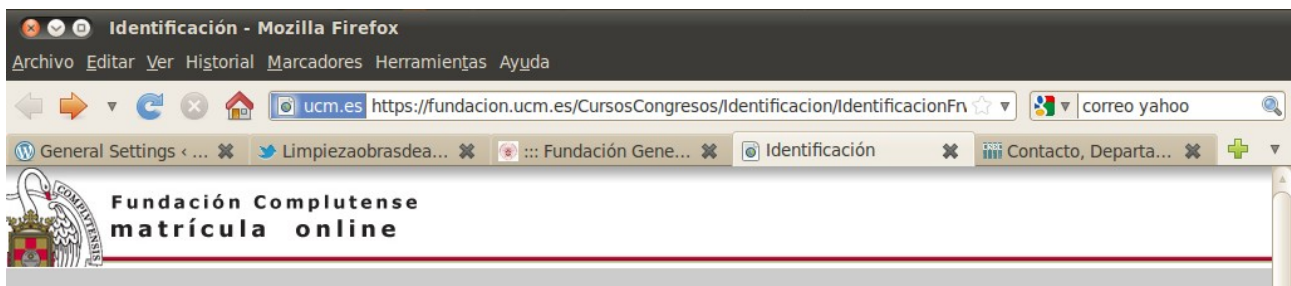 Identificación - Mozilla Firefox
Archivo Editar Ver Historial Marcadores Herramientas Ayuda
ucm.es https://fundacion.ucm.es/CursosCongresos/Identificacion/IdentificacionFr correo yahoo
General Settings ‹ ... Limpiezaobrasdea... ::: Fundación Gene... Identificación Contacto, Departa...
Fundación Complutense
matrícula online